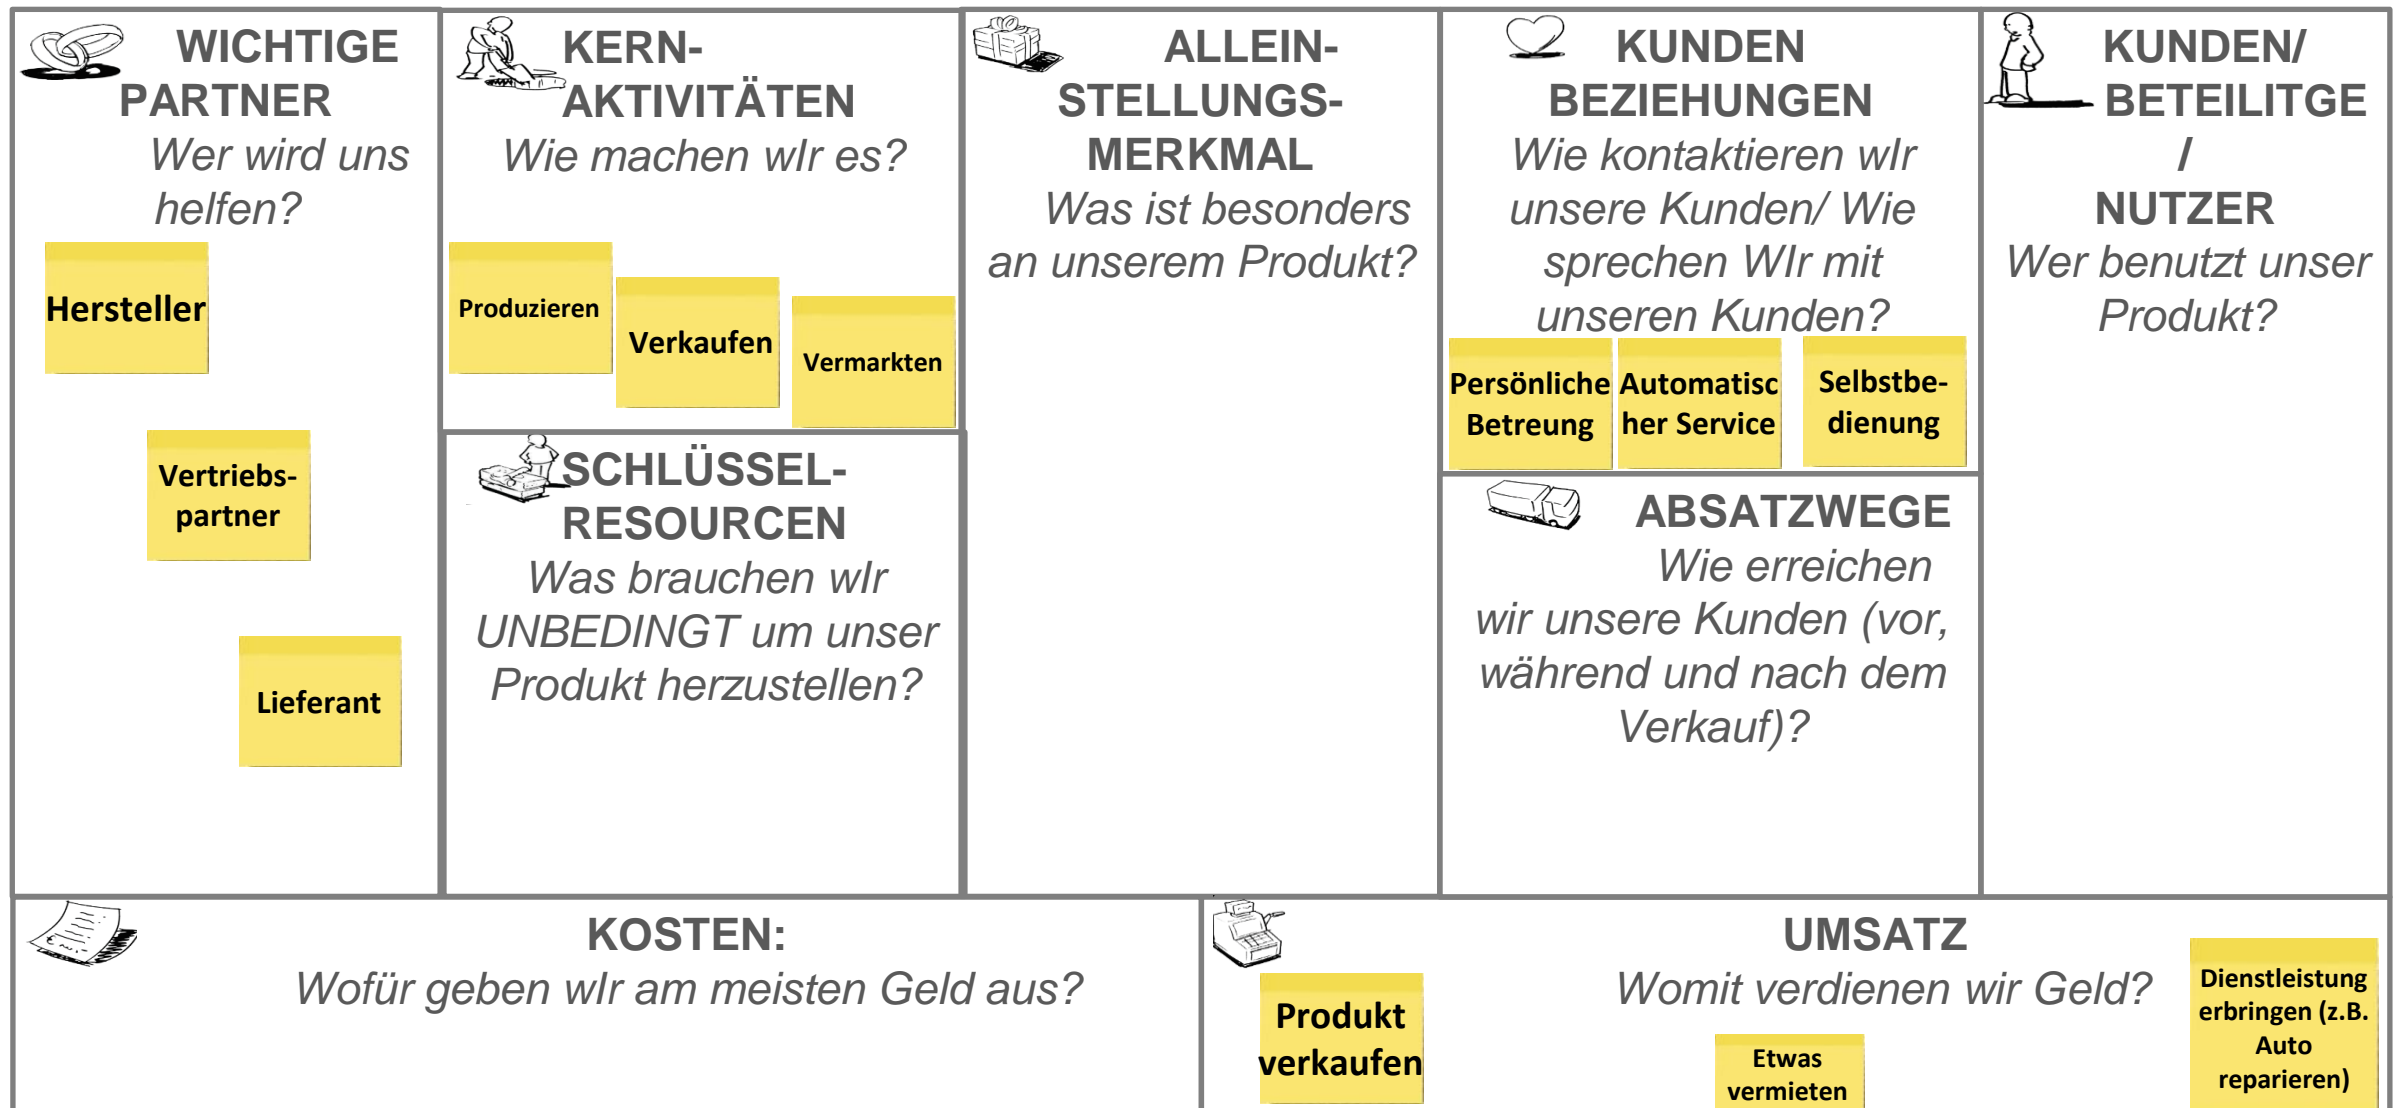 WICHTIGE
PARTNER
Wer wird uns
helfen?
Hersteller
Vertriebs-
partner
Lieferant
KERN-
AKTIVITÄTEN
Wie machen wIr es?
Produzieren
Verkaufen
Vermarkten
SCHLÜSSEL-
RESOURCEN
Was brauchen wIr
UNBEDINGT um unser
Produkt herzustellen?
ALLEIN-
STELLUNGS-
MERKMAL
Was ist besonders
an unserem Produkt?
KUNDEN
BEZIEHUNGEN
Wie kontaktieren wIr
unsere Kunden/ Wie
sprechen WIr mit
unseren Kunden?
Persönliche
Betreung
Automatisc
her Service
Selbstbe-
dienung
ABSATZWEGE
Wie erreichen
wir unsere Kunden (vor,
während und nach dem
Verkauf)?
KUNDEN/
BETEILITGE
/
NUTZER
Wer benutzt unser
Produkt?
KOSTEN:
Wofür geben wIr am meisten Geld aus?
UMSATZ
Womit verdienen wir Geld?
Produkt
verkaufen
Etwas
vermieten
Dienstleistung
erbringen (z.B.
Auto
reparieren)